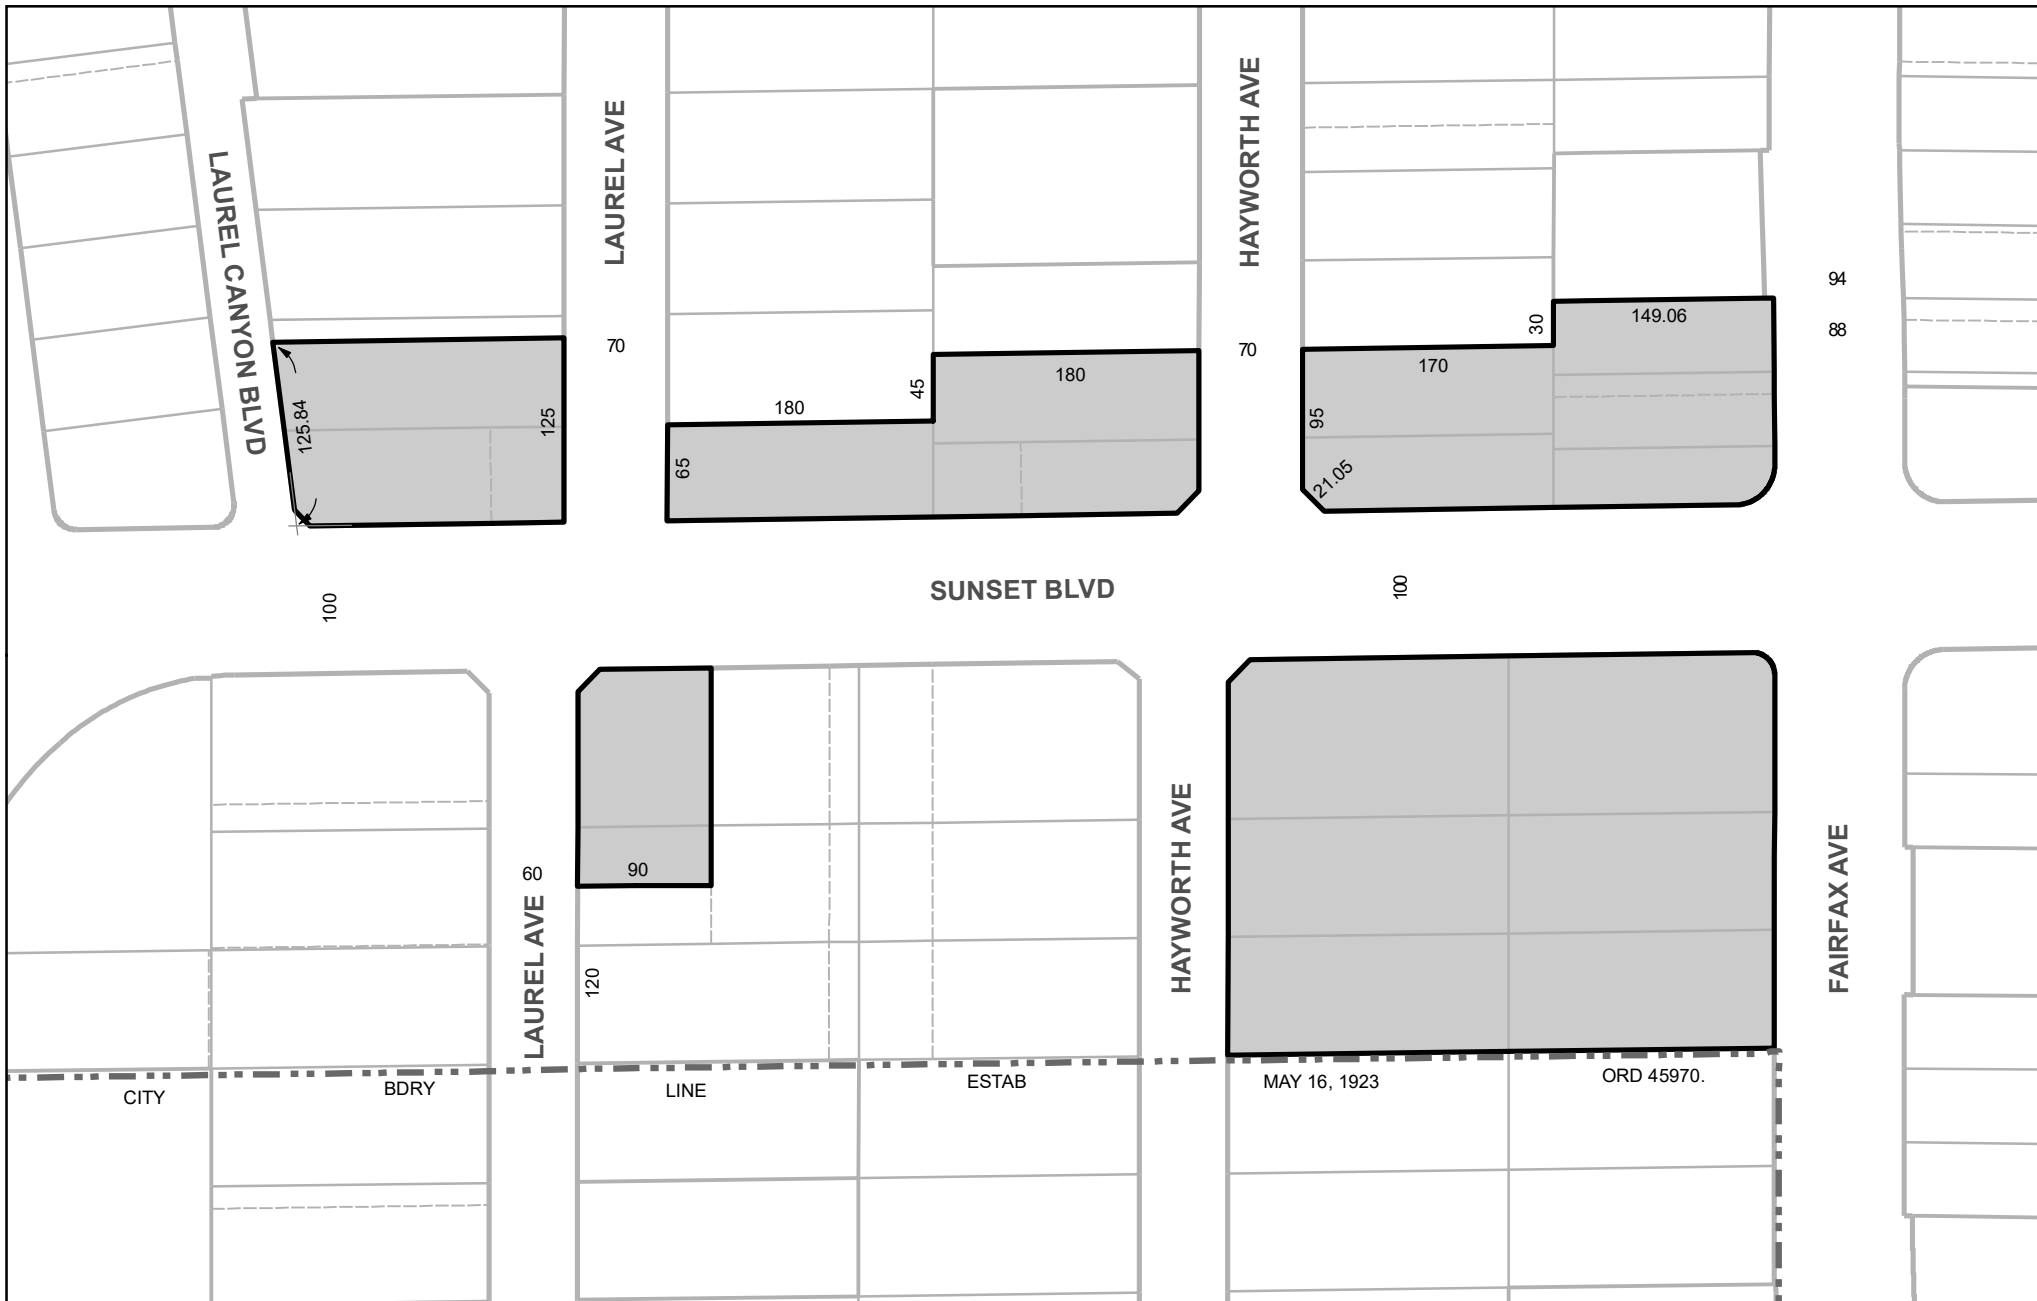 LAUREL CANYON BLVD
LAUREL AVE
HAYWORTH AVE
94
88
70
70
30
149.06
170
180
45
180
125.84
125
65
95
21.05
SUNSET BLVD
100
100
60
90
LAUREL AVE
120
HAYWORTH AVE
FAIRFAX AVE
CITY
BDRY
LINE
ESTAB
MAY 16, 1923
ORD 45970.